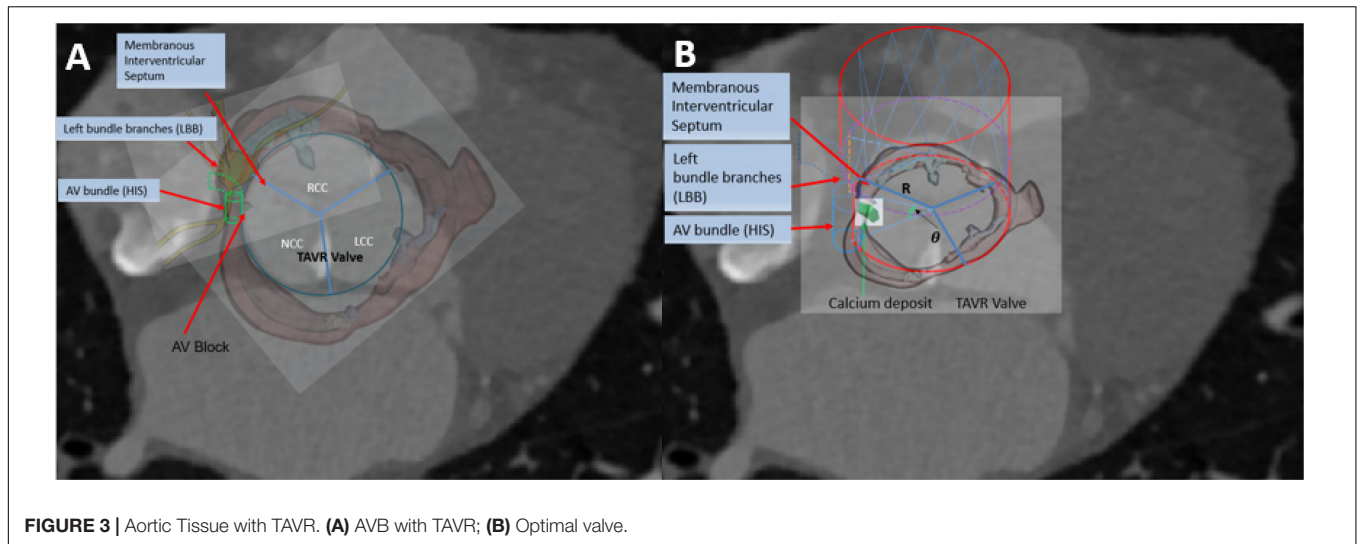 A
Membranous
Interventricular
Septum
Left bundle branches (LBB)
AV bundle (HIS)
RCC
NCC
LCC
TAVR Valve
AV Block
B
Membranous
Interventricular
Septum
Left
bundle branches
(LBB)
AV bundle (HIS)
R
θ
Calcium deposit
TAVR Valve
FIGURE 3 | Aortic Tissue with TAVR. (A) AVB with TAVR; (B) Optimal valve.